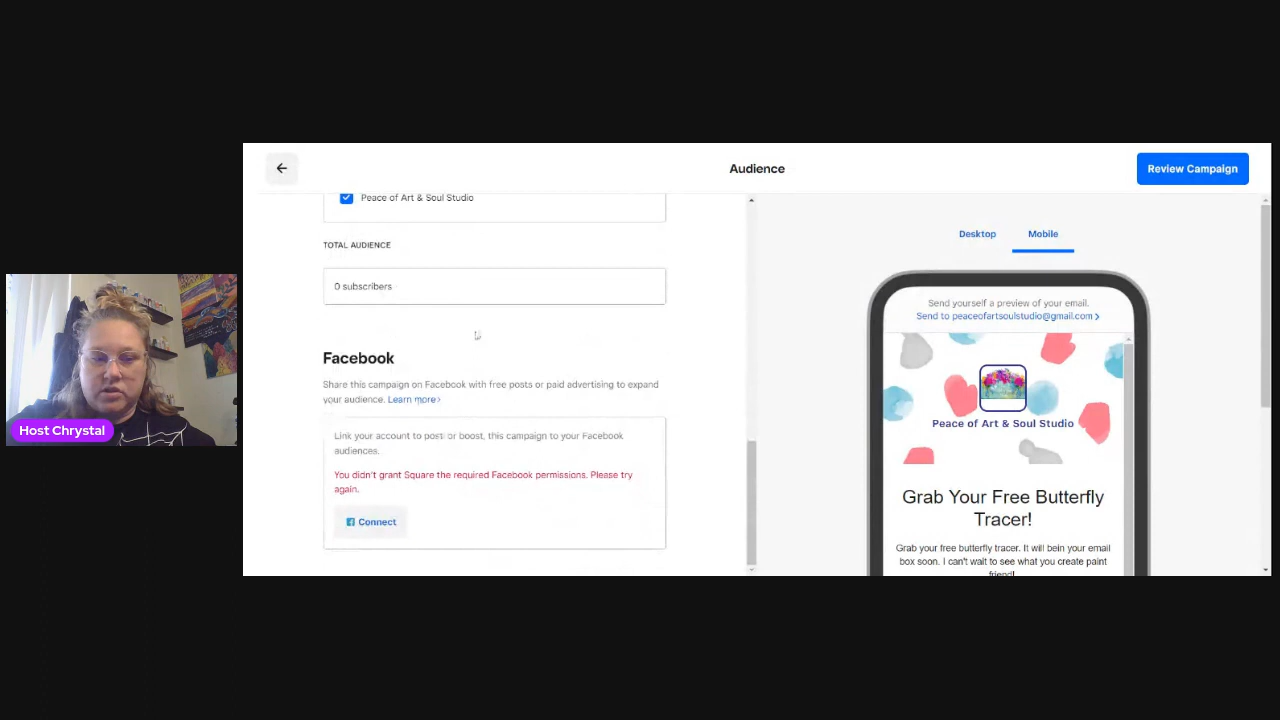 Audience
Review Campaign
Peace of Art & Soul Studio
TOTAL AUDIENCE
0 subscribers
Facebook
Share this campaign on Facebook with free posts or paid advertising to expand
your audience. Learn more›
Link your account to post or boost, this campaign to your Facebook
audiences.
You didn't grant Square the required Facebook permissions. Please try
again.
Connect
Desktop
Mobile
Send yourself a preview of your email.
Send to peaceofartsoulstudio@gmail.com ›
Peace of Art & Soul Studio
Grab Your Free Butterfly
Tracer!
Grab your free butterfly tracer. It will bein your email
box soon. I can't wait to see what you create paint
friend!
Host Chrystal